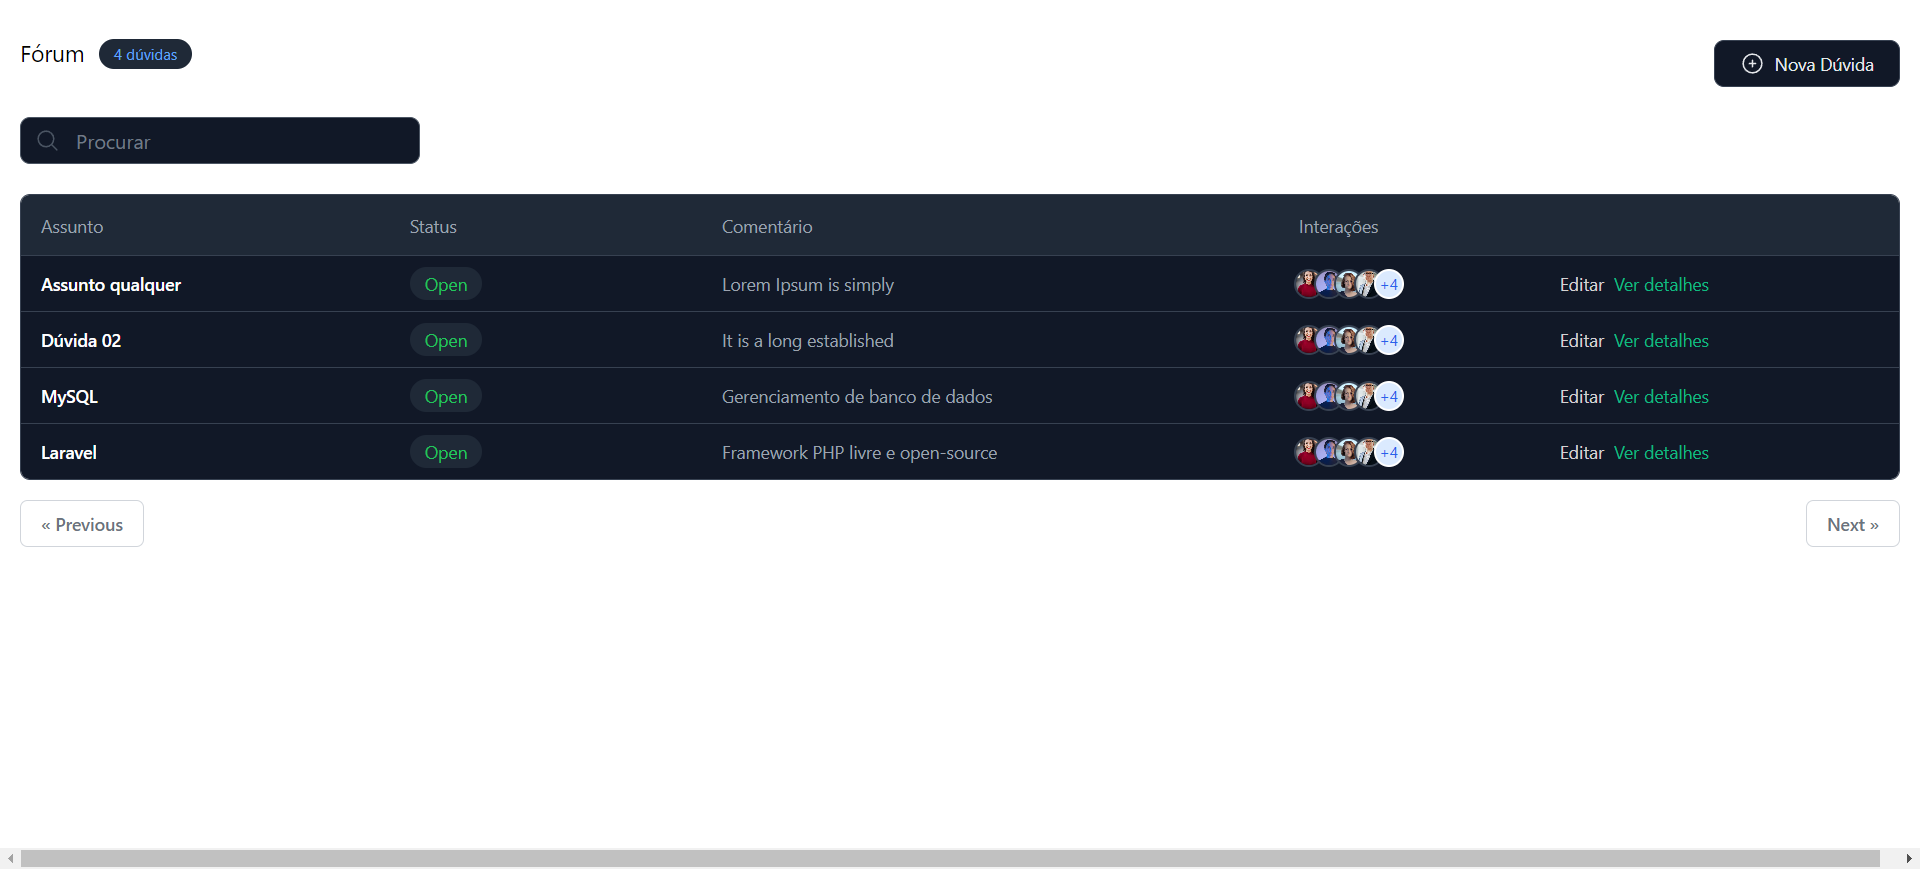 Fórum 4 dúvidas
Nova Dúvida
Procurar
Assunto Status Comentário Interações
Assunto qualquer Open Lorem Ipsum is simply +4 Editar Ver detalhes
Dúvida 02 Open It is a long established +4 Editar Ver detalhes
MySQL Open Gerenciamento de banco de dados +4 Editar Ver detalhes
Laravel Open Framework PHP livre e open-source +4 Editar Ver detalhes
« Previous Next »